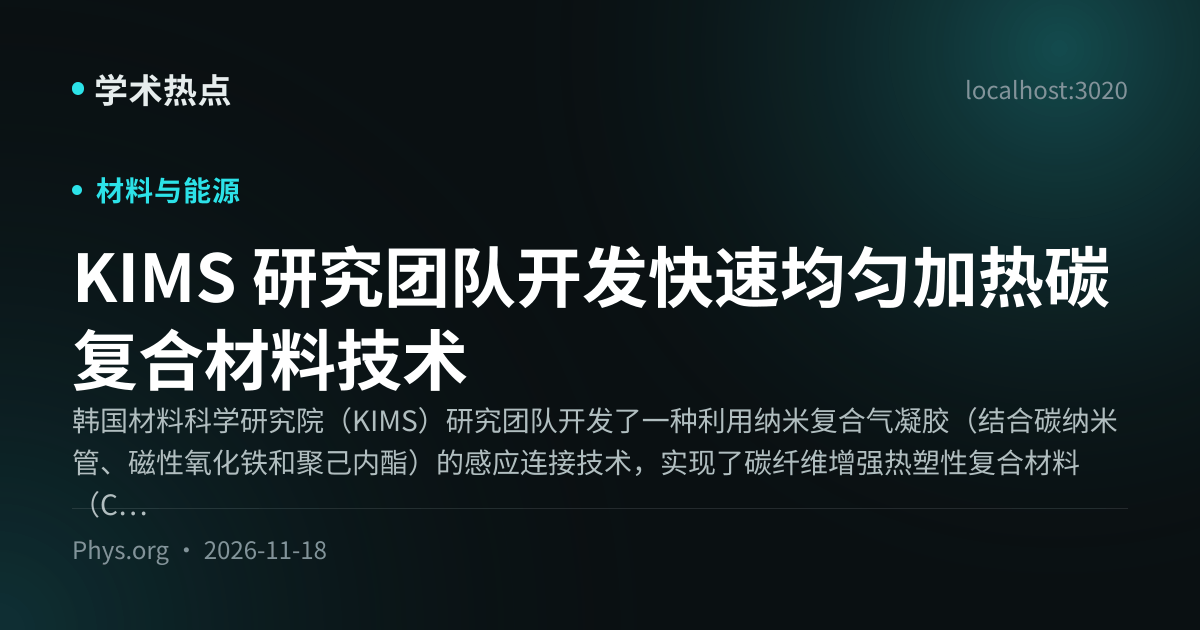 学术热点
localhost:3020
材料与能源
KIMS 研究团队开发快速均匀加热碳
复合材料技术
韩国材料科学研究院（KIMS）研究团队开发了一种利用纳米复合气凝胶（结合碳纳米
管、磁性氧化铁和聚己内酯）的感应连接技术，实现了碳纤维增强热塑性复合材料
（C…
Phys.org · 2026-11-18